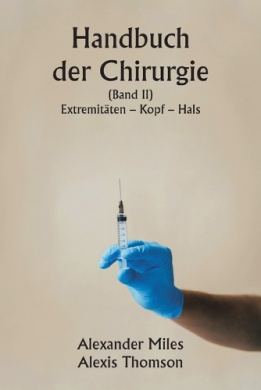 Handbuch
der Chirurgie
(Band II)
Extremitäten – Kopf – Hals
Alexander Miles
Alexis Thomson